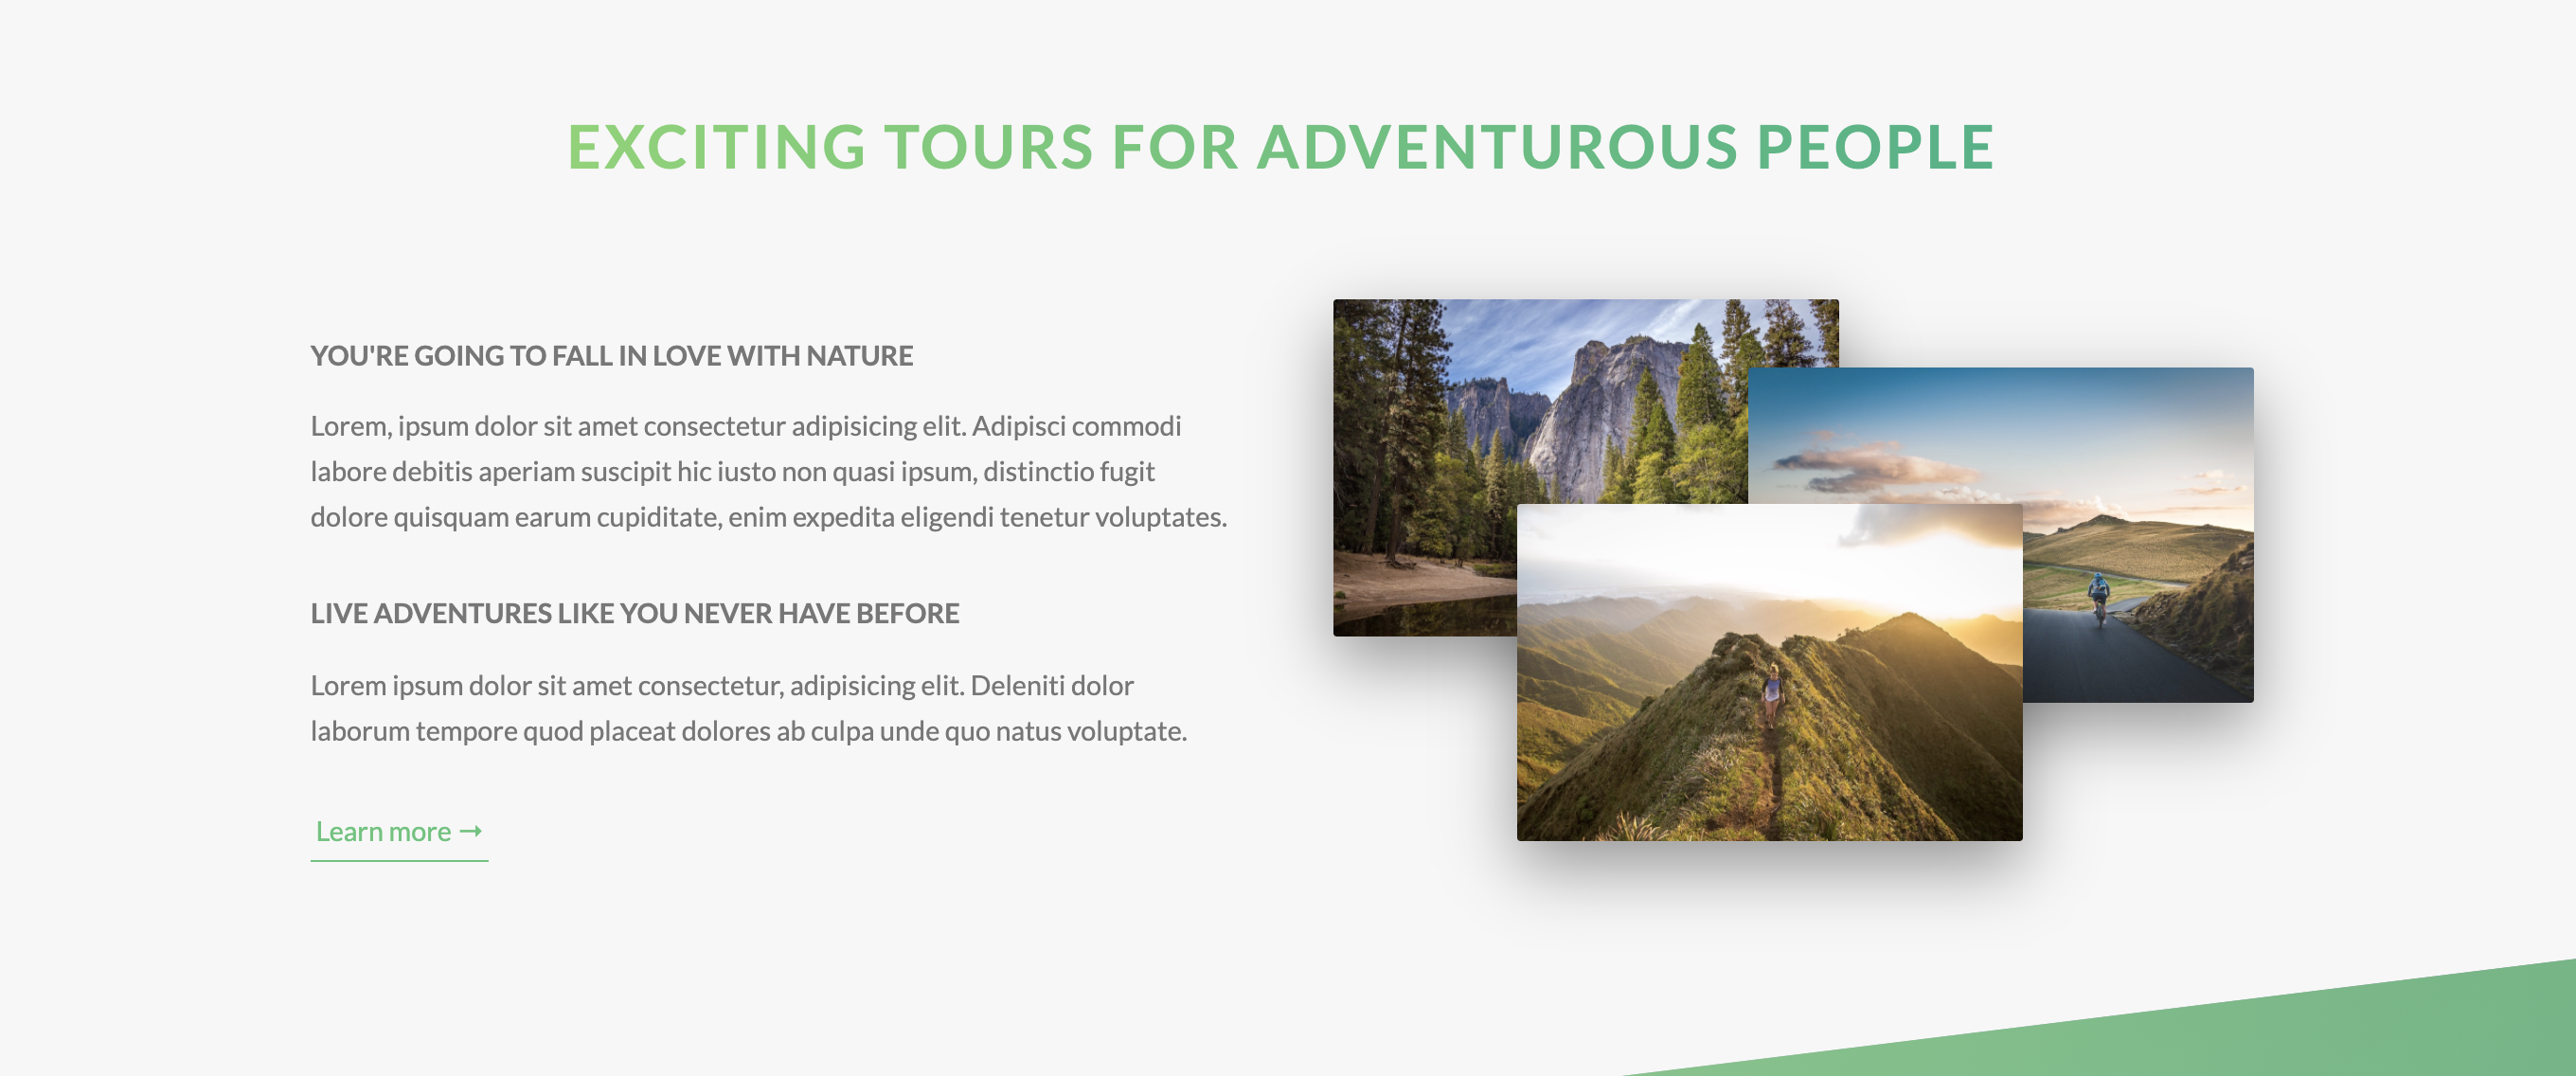 EXCITING TOURS FOR ADVENTUROUS PEOPLE
YOU'RE GOING TO FALL IN LOVE WITH NATURE
Lorem, ipsum dolor sit amet consectetur adipisicing elit. Adipisci commodi
labore debitis aperiam suscipit hic iusto non quasi ipsum, distinctio fugit
dolore quisquam earum cupiditate, enim expedita eligendi tenetur voluptates.
LIVE ADVENTURES LIKE YOU NEVER HAVE BEFORE
Lorem ipsum dolor sit amet consectetur, adipisicing elit. Deleniti dolor
laborum tempore quod placeat dolores ab culpa unde quo natus voluptate.
Learn more →